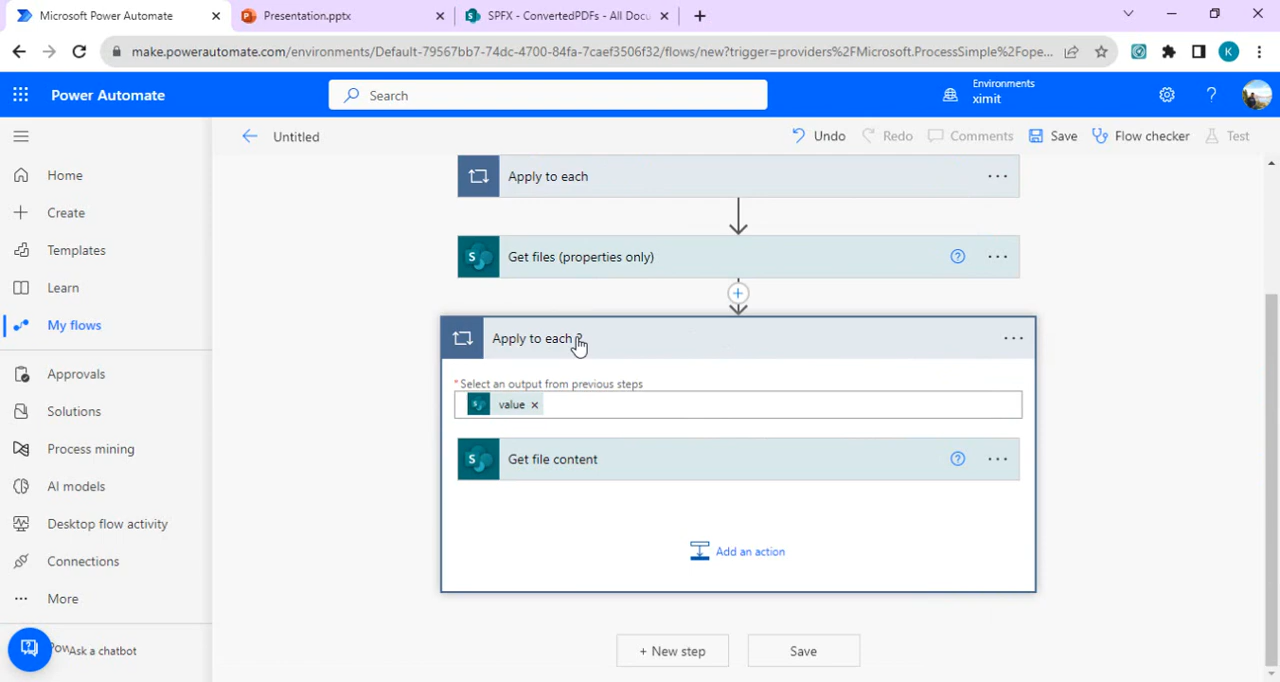 Microsoft Power Automate
Presentation.pptx
SPFX - ConvertedPDFs - All Docu
make.powerautomate.com/environments/Default-79567bb7-74dc-4700-84fa-7caef3506f32/flows/new?trigger=providers%2FMicrosoft.ProcessSimple%2Fope...
K
Power Automate
Search
Environments
ximit
Untitled
Undo
Redo
Comments
Save
Flow checker
Test
Home
Create
Templates
Learn
My flows
Approvals
Solutions
Process mining
AI models
Desktop flow activity
Connections
More
Ask a chatbot
Apply to each
Get files (properties only)
Apply to each 2
* Select an output from previous steps
value
Get file content
Add an action
+ New step
Save